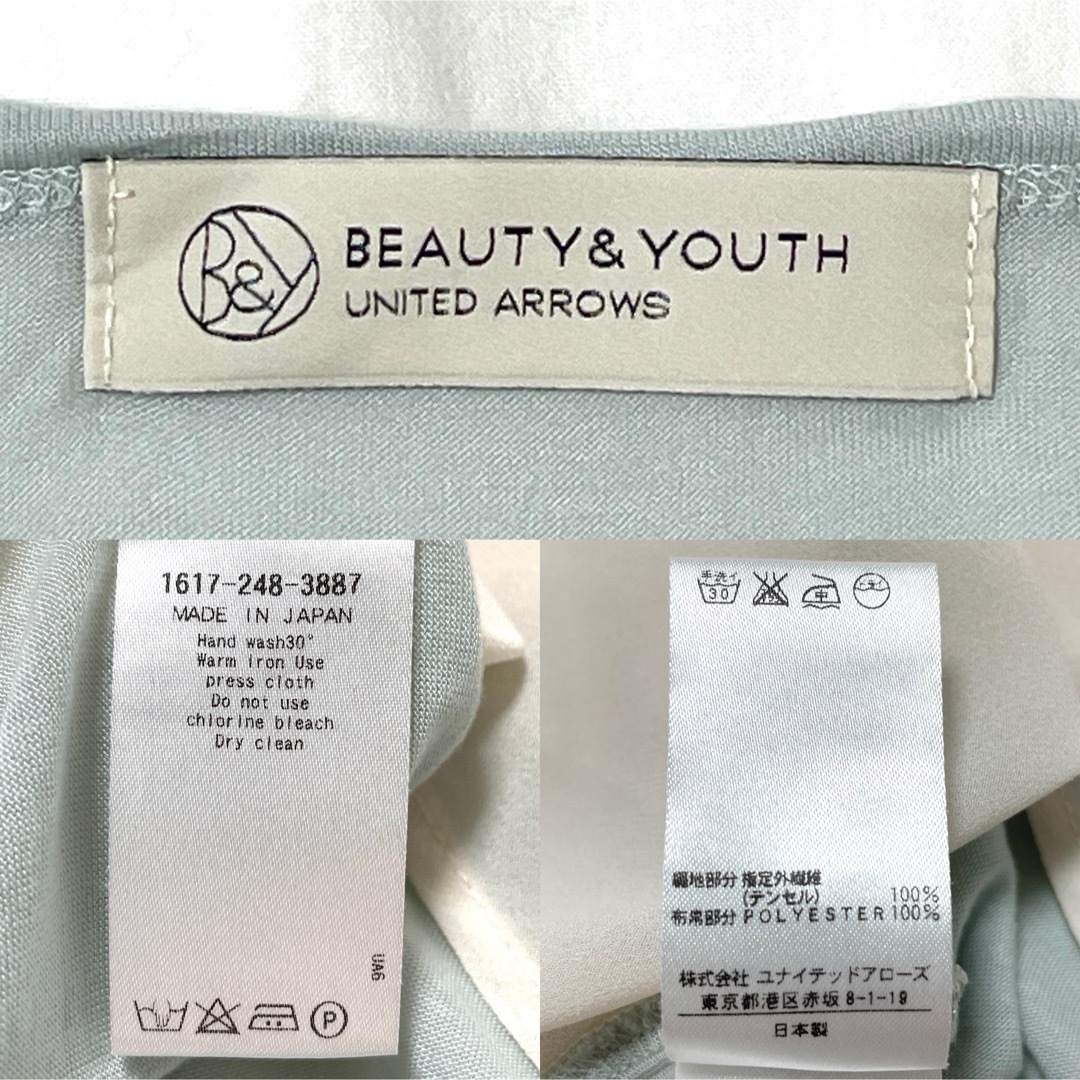 B&Y
BEAUTY&YOUTH
UNITED ARROWS
1617-248-3887
MADE IN JAPAN
Hand wash30°
Warm iron Use
press cloth
Do not use
chlorine bleach
Dry clean
UA6
P
手洗イ
30
中
編地部分 指定外繊維
(テンセル) 100%
布帛部分 POLYESTER 100%
株式会社 ユナイテッドアローズ
東京都港区赤坂 8-1-19
日本製